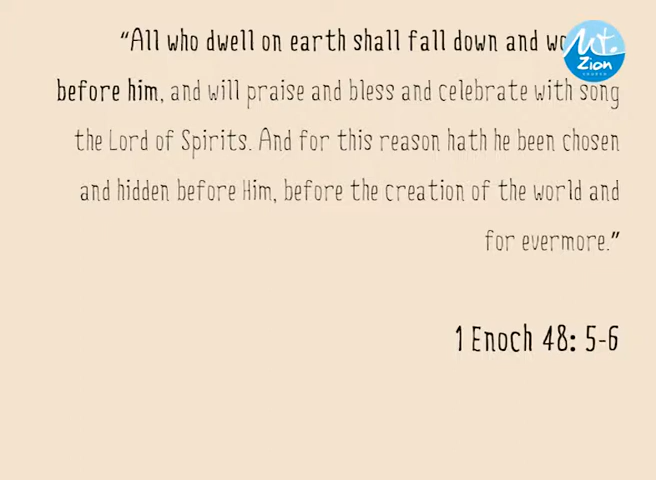 “All who dwell on earth shall fall down and
before him, and will praise and bless and celebrate with song
the Lord of Spirits. And for this reason hath he been chosen
and hidden before Him, before the creation of the world and
for evermore.”
1 Enoch 48: 5-6
Mt.
Zion
CHURCH